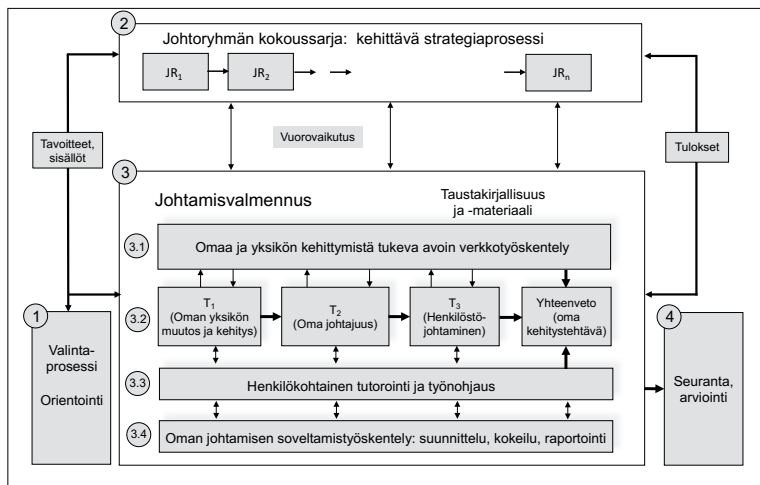 2
Johtoryhmän kokoussarja: kehittävä strategiaprosessi
JR1
JR2
JRn
Tavoitteet,
sisällöt
Vuorovaikutus
Tulokset
3
Johtamisvalmennus
Taustakirjallisuus
ja -materiaali
3.1
Omaa ja yksikön kehittymistä tukeva avoin verkkotyöskentely
3.2
T1
(Oman yksikön
muutos ja kehitys)
T2
(Oma johtajuus)
T3
(Henkilöstö-
johtaminen)
Yhteenveto
(oma
kehitystehtävä)
1
Valinta-
prosessi
Orientointi
3.3
Henkilökohtainen tutorointi ja työnohjaus
3.4
Oman johtamisen soveltamistyöskentely: suunnittelu, kokeilu, raportointi
4
Seuranta,
arviointi